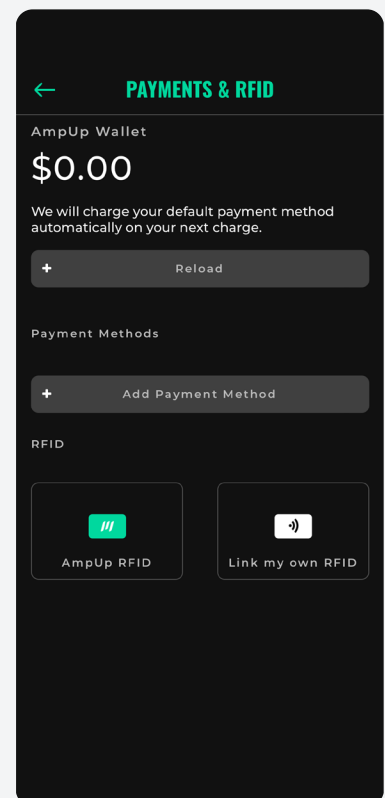 PAYMENTS & RFID
AmpUp Wallet
$0.00
We will charge your default payment method
automatically on your next charge.
+ Reload
Payment Methods
+ Add Payment Method
RFID
AmpUp RFID
Link my own RFID